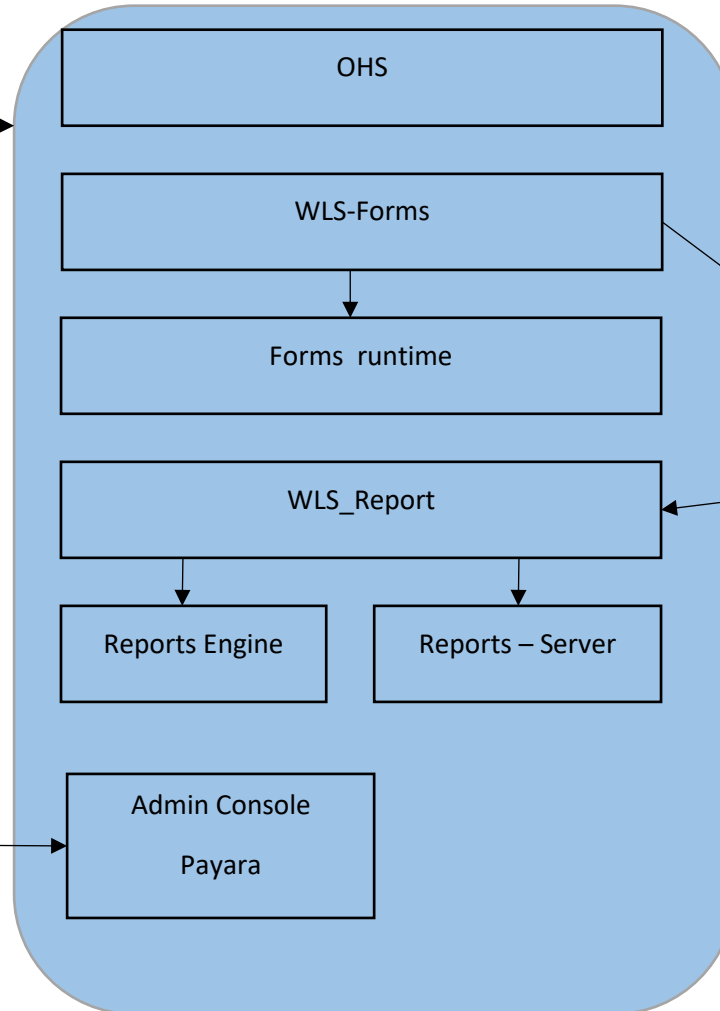 OHS
WLS-Forms
Forms  runtime
WLS_Report
Reports Engine
Reports – Server
Admin Console
Payara